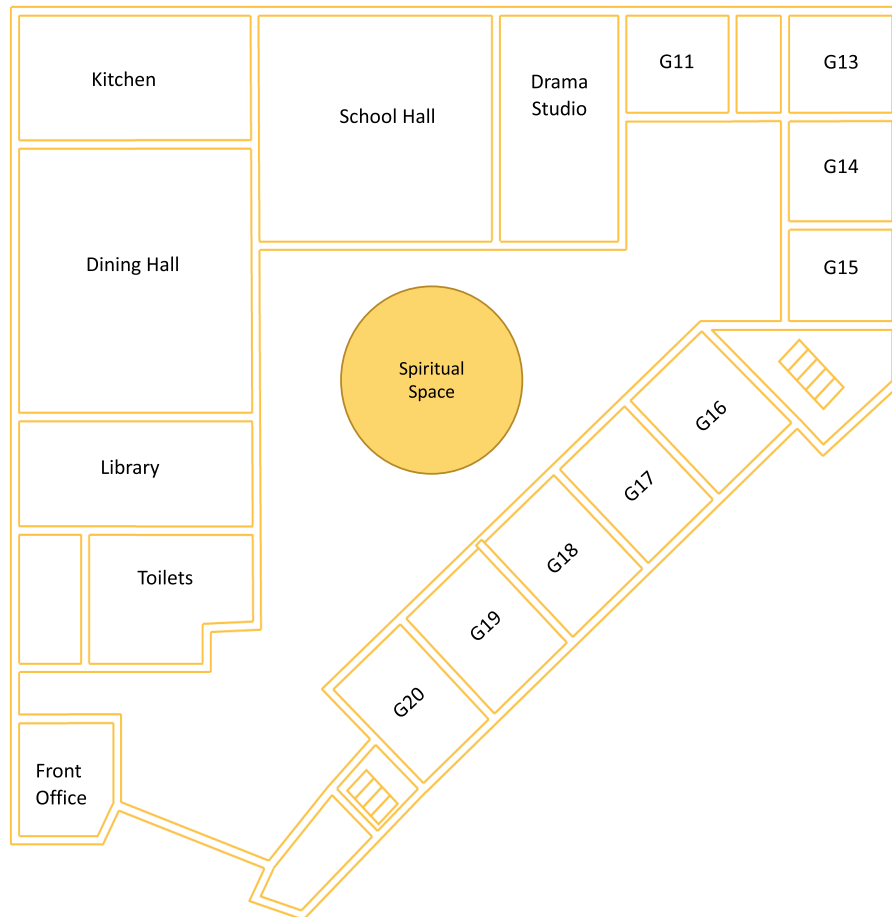 Kitchen
School Hall
Drama
Studio
G11
G13
G14
Dining Hall
G15
Spiritual
Space
G16
Library
G17
G18
Toilets
G19
G20
Front
Office